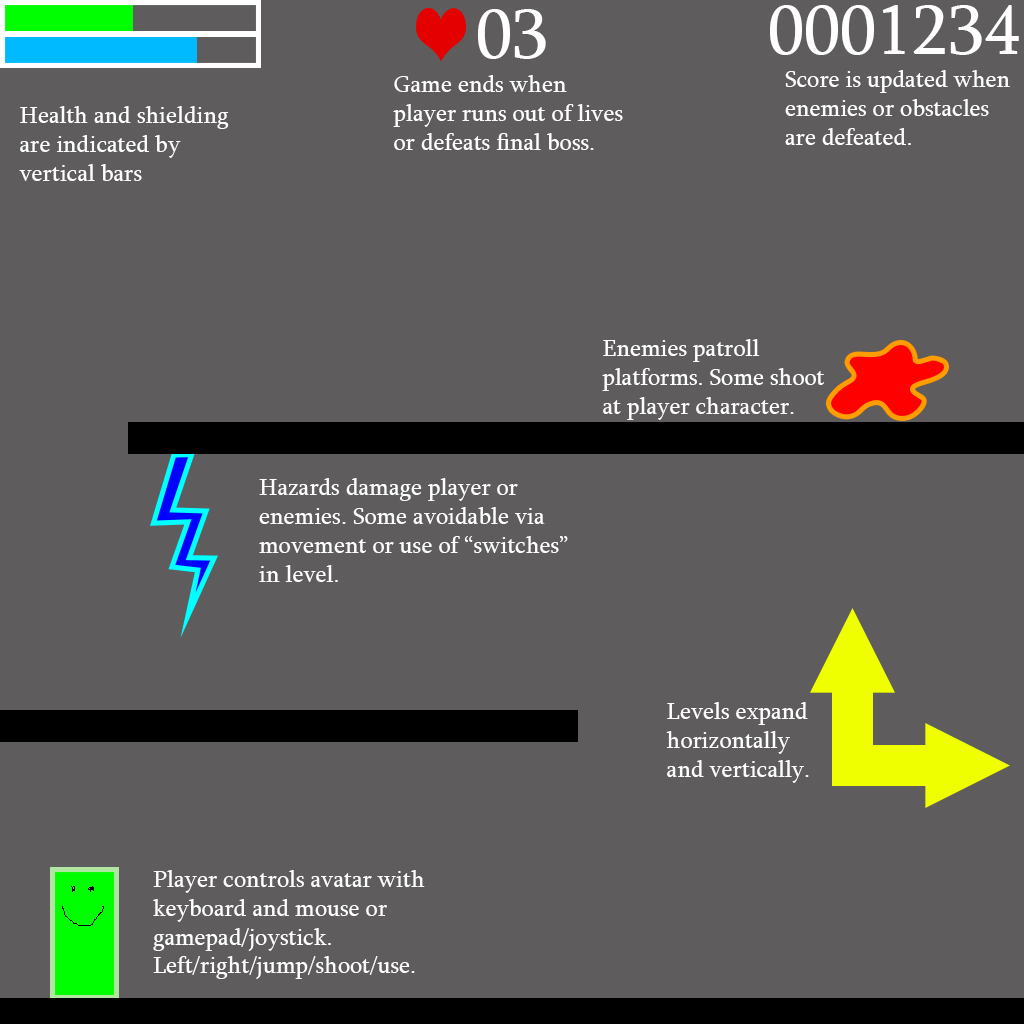 03
0001234
Health and shielding
are indicated by
vertical bars
Game ends when
player runs out of lives
or defeats final boss.
Score is updated when
enemies or obstacles
are defeated.
Enemies patroll
platforms. Some shoot
at player character.
Hazards damage player or
enemies. Some avoidable via
movement or use of “switches”
in level.
Levels expand
horizontally
and vertically.
Player controls avatar with
keyboard and mouse or
gamepad/joystick.
Left/right/jump/shoot/use.